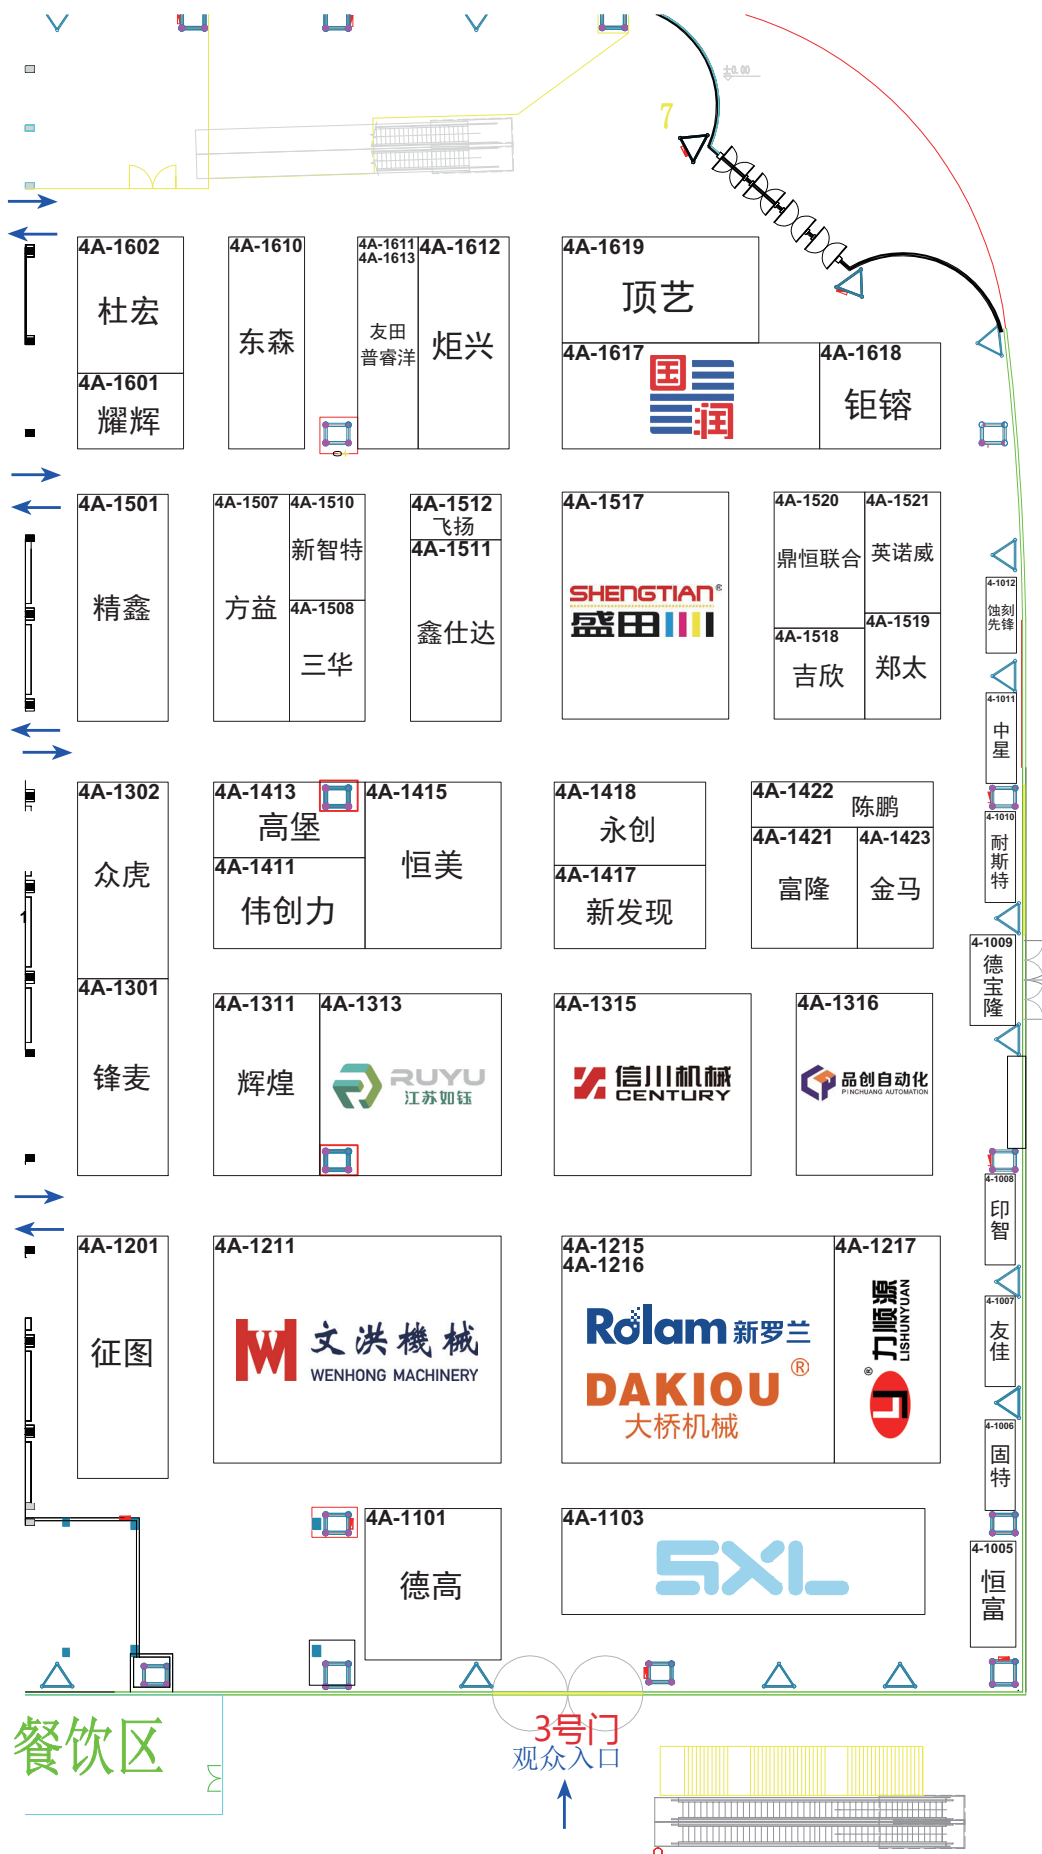 ±0.00
7
4A-1602
杜宏
4A-1601
耀辉
4A-1610
东森
4A-1611
4A-1613
友田
普睿洋
4A-1612
炬兴
4A-1619
顶艺
4A-1617
国润
4A-1618
钜镕
4A-1501
精鑫
4A-1507
方益
4A-1510
新智特
4A-1508
三华
4A-1512
飞扬
4A-1511
鑫仕达
4A-1517
SHENGTIAN®
盛田
4A-1520
鼎恒联合
4A-1521
英诺威
4A-1518
吉欣
4A-1519
郑太
4-1012
蚀刻
先锋
4-1011
中星
4A-1302
众虎
4A-1301
锋麦
4A-1413
高堡
4A-1411
伟创力
4A-1415
恒美
4A-1418
永创
4A-1417
新发现
4A-1422
陈鹏
4A-1421
富隆
4A-1423
金马
4-1010
耐斯特
4-1009
德宝隆
1
4A-1311
辉煌
4A-1313
RUYU
江苏如钰
4A-1315
信川机械
CENTURY
4A-1316
品创自动化
PINCHUANG AUTOMATION
4-1008
印智
4A-1201
征图
4A-1211
文洪機械
WENHONG MACHINERY
4A-1215
4A-1216
Rolam 新罗兰
DAKIOU®
大桥机械
4A-1217
力顺源
LISHUNYUAN
®
4-1007
友佳
4-1006
固特
4A-1101
德高
4A-1103
SXL
4-1005
恒富
餐饮区
3号门
观众入口